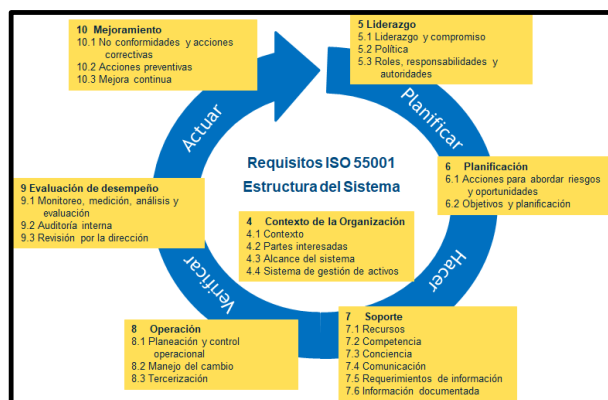 10 Mejoramiento
10.1 No conformidades y acciones
correctivas
10.2 Acciones preventivas
10.3 Mejora continua
5 Liderazgo
5.1 Liderazgo y compromiso
5.2 Política
5.3 Roles, responsabilidades y
autoridades
Actuar
Planificar
Requisitos ISO 55001
Estructura del Sistema
9 Evaluación de desempeño
9.1 Monitoreo, medición, análisis y
evaluación
9.2 Auditoría interna
9.3 Revisión por la dirección
6 Planificación
6.1 Acciones para abordar riesgos
y oportunidades
6.2 Objetivos y planificación
4 Contexto de la Organización
4.1 Contexto
4.2 Partes interesadas
4.3 Alcance del sistema
4.4 Sistema de gestión de activos
Verificar
Hacer
8 Operación
8.1 Planeación y control
operacional
8.2 Manejo del cambio
8.3 Tercerización
7 Soporte
7.1 Recursos
7.2 Competencia
7.3 Conciencia
7.4 Comunicación
7.5 Requerimientos de información
7.6 Información documentada